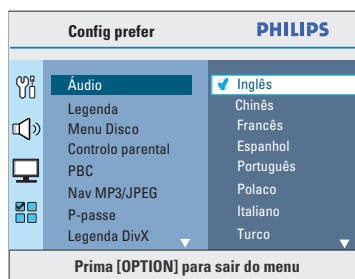 Config prefer
PHILIPS
Áudio
Legenda
Menu Disco
Controlo parental
PBC
Nav MP3/JPEG
P-passe
Legenda DivX
Inglês
Chinês
Francês
Espanhol
Português
Polaco
Italiano
Turco
Prima [OPTION] para sair do menu